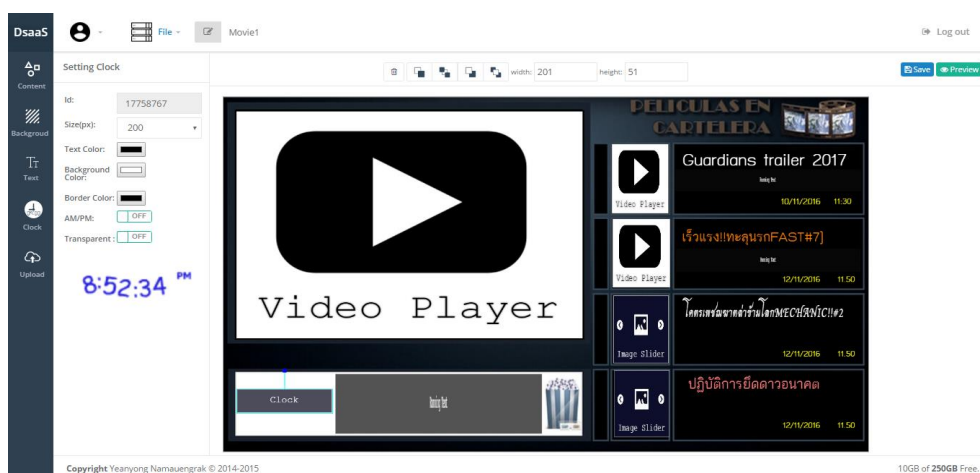 DsaaS
File
Movie1
Log out
Content
Backgroud
Text
Clock
Upload
Setting Clock
Id: 17758767
Size(px): 200
Text Color:
Background Color:
Border Color:
AM/PM: OFF
Transparent : OFF
8:52:34 PM
width: 201 height: 51
Save Preview
Video Player
Clock
Running Text
PELICULAS EN
CARTELERA
Video Player
Guardians trailer 2017
Running Text
10/11/2016 11:30
Video Player
เร็วแรง!!ทะลุนรกFAST#7]
Running Text
12/11/2016 11.50
Image Slider
โคตรเพชฌฆาตล่าข้ามโลกMECHANIC!!#2
12/11/2016 11.50
Image Slider
ปฏิบัติการยึดดาวอนาคต
12/11/2016 11.50
Copyright Yeanyong Namauengrak © 2014-2015
10GB of 250GB Free.